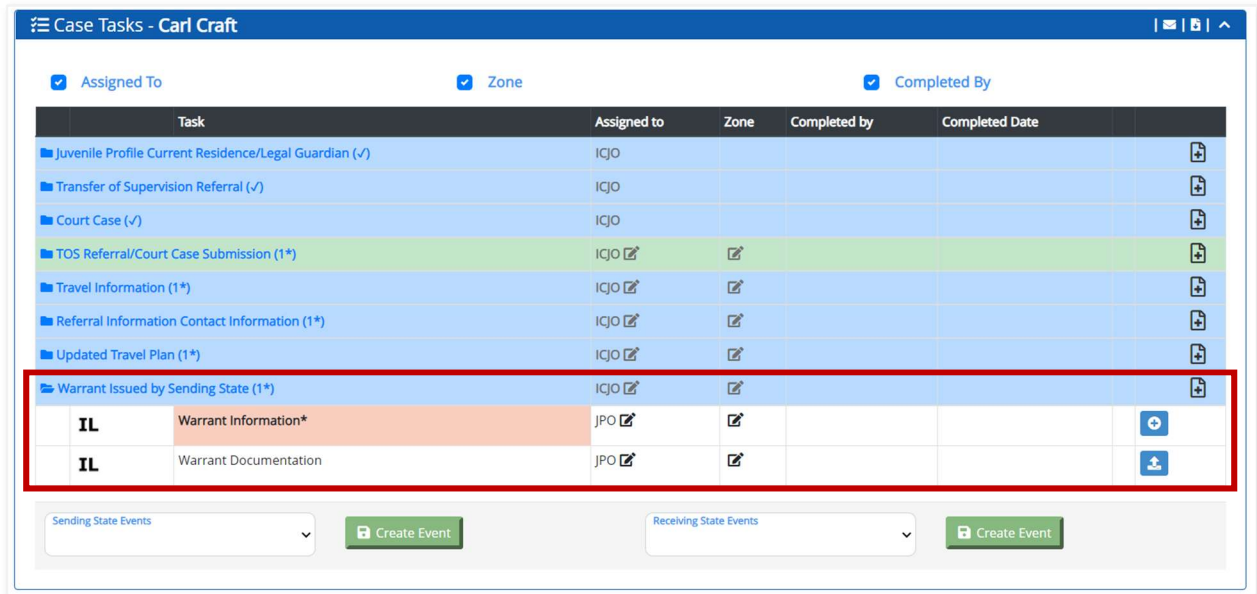 Case Tasks - Carl Craft
Assigned To Zone Completed By
Task Assigned to Zone Completed by Completed Date
Juvenile Profile Current Residence/Legal Guardian (✓) ICJO
Transfer of Supervision Referral (✓) ICJO
Court Case (✓) ICJO
TOS Referral/Court Case Submission (1*) ICJO
Travel Information (1*) ICJO
Referral Information Contact Information (1*) ICJO
Updated Travel Plan (1*) ICJO
Warrant Issued by Sending State (1*) ICJO
IL Warrant Information* JPO
IL Warrant Documentation JPO
Sending State Events Create Event Receiving State Events Create Event